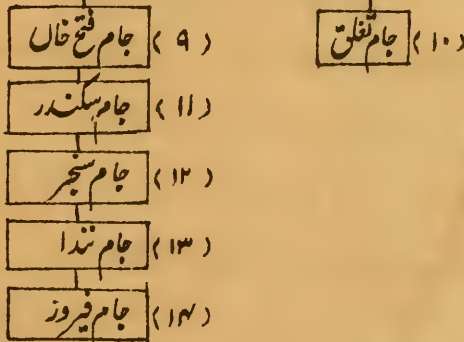 (۱۰) جام تغلق (۹) جام فتح خاں
(۱۱) جام سکندر
(۱۲) جام سنجر
(۱۳) جام نندا
(۱۴) جام فیروز